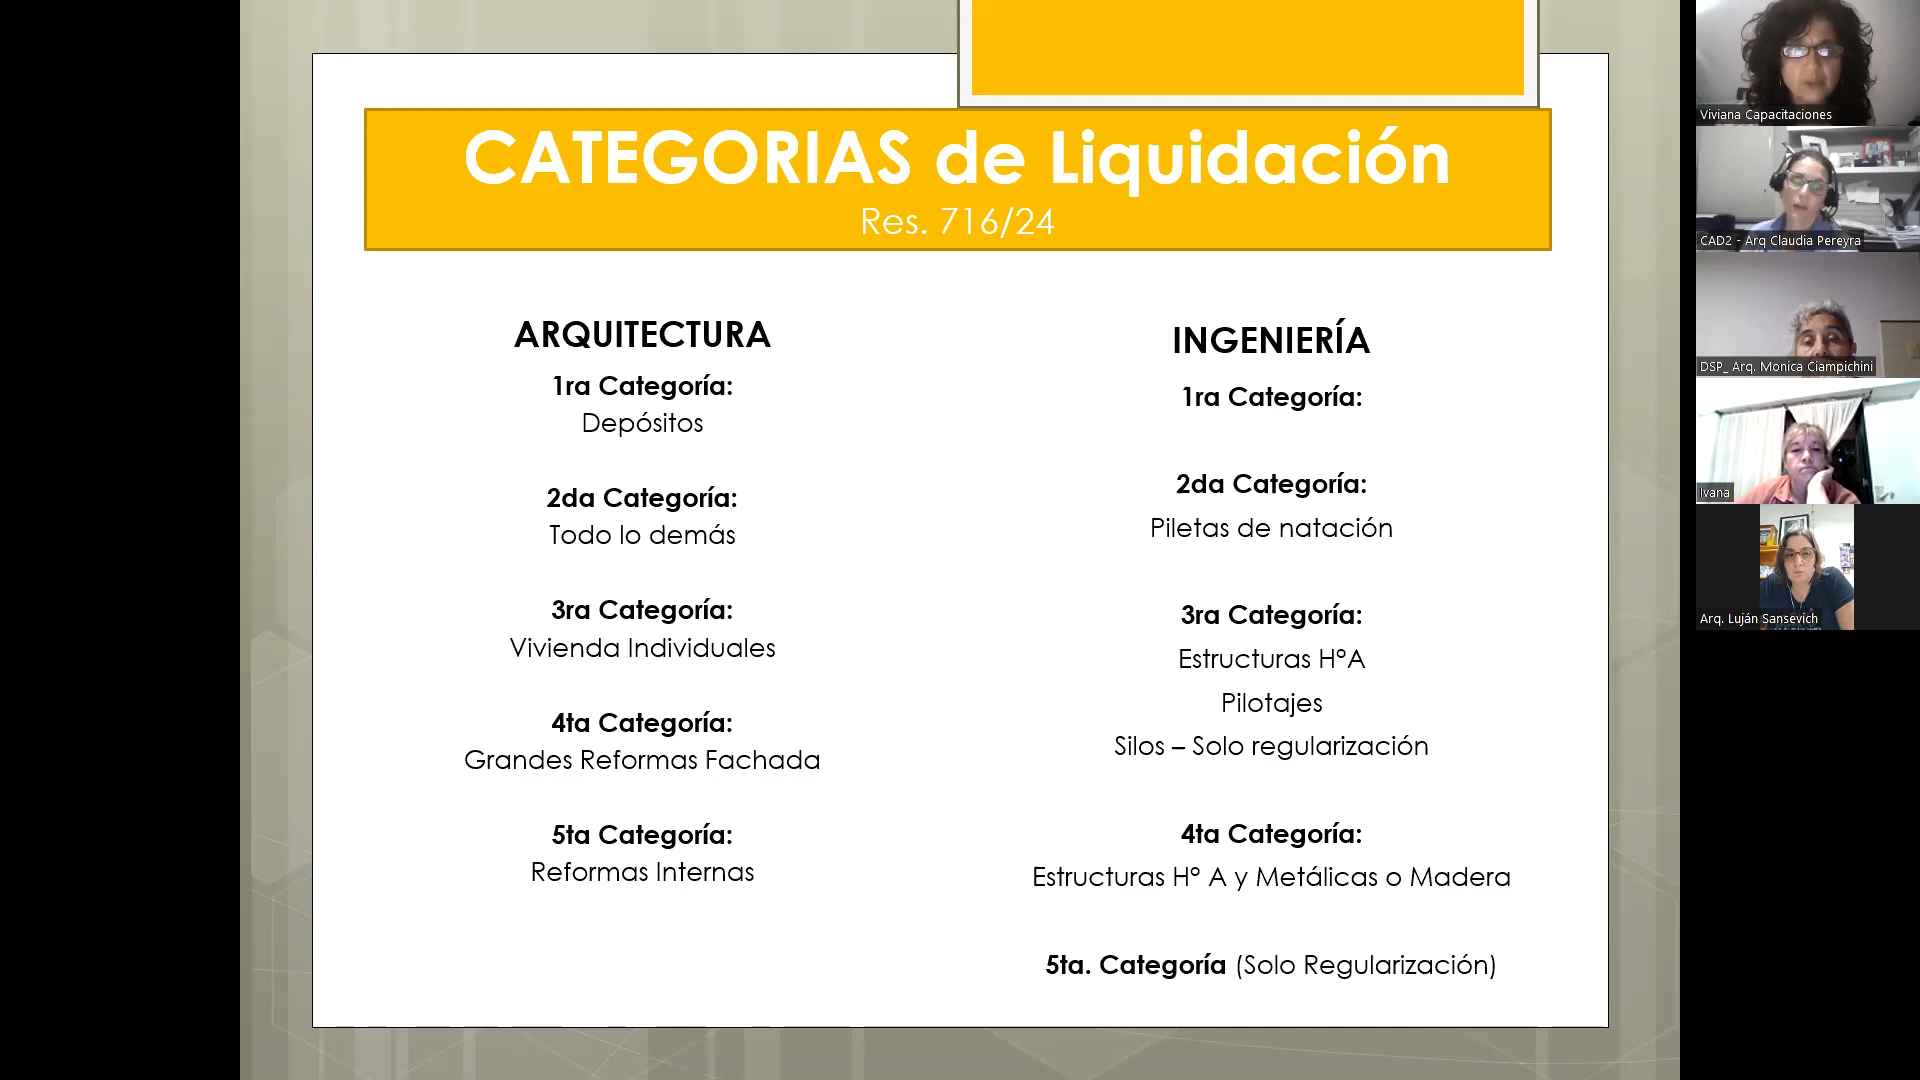 CATEGORIAS de Liquidación
Res. 716/24
ARQUITECTURA
1ra Categoría:
Depósitos
2da Categoría:
Todo lo demás
3ra Categoría:
Vivienda Individuales
4ta Categoría:
Grandes Reformas Fachada
5ta Categoría:
Reformas Internas
INGENIERÍA
1ra Categoría:
2da Categoría:
Piletas de natación
3ra Categoría:
Estructuras HºA
Pilotajes
Silos – Solo regularización
4ta Categoría:
Estructuras Hº A y Metálicas o Madera
5ta. Categoría (Solo Regularización)
Viviana Capacitaciones
CAD2 - Arq Claudia Pereyra
DSP_ Arq. Monica Ciampichini
Ivana
Arq. Luján Sansevich